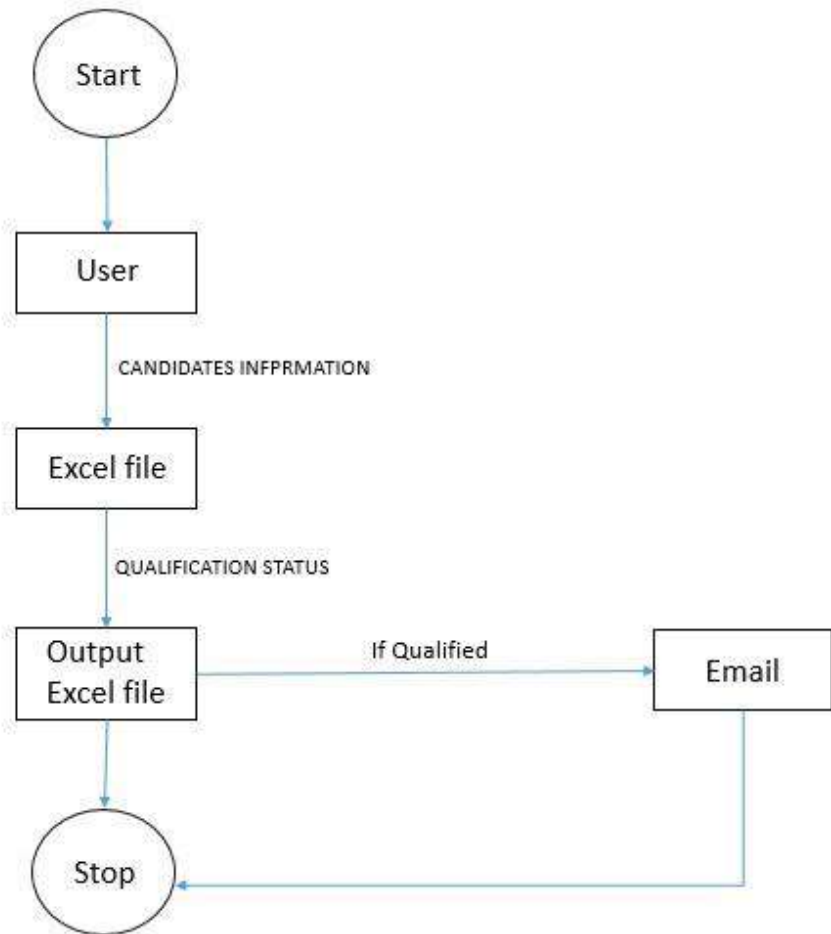 Start
User
CANDIDATES INFPRMATION
Excel file
QUALIFICATION STATUS
Output
Excel file
If Qualified
Email
Stop